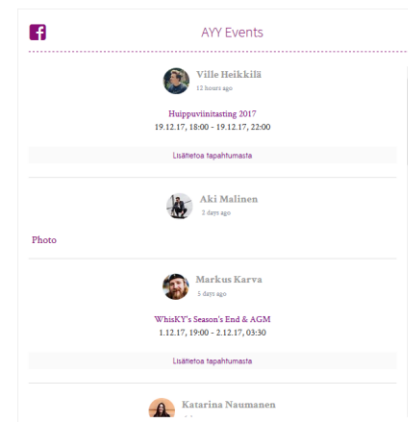 AYY Events
Ville Heikkilä
12 hours ago
Huippuviinitasting 2017
19.12.17, 18:00 - 19.12.17, 22:00
Lisätietoa tapahtumasta
Aki Malinen
2 days ago
Photo
Markus Karva
5 days ago
WhisKY's Season's End & AGM
1.12.17, 19:00 - 2.12.17, 03:30
Lisätietoa tapahtumasta
Katarina Naumanen